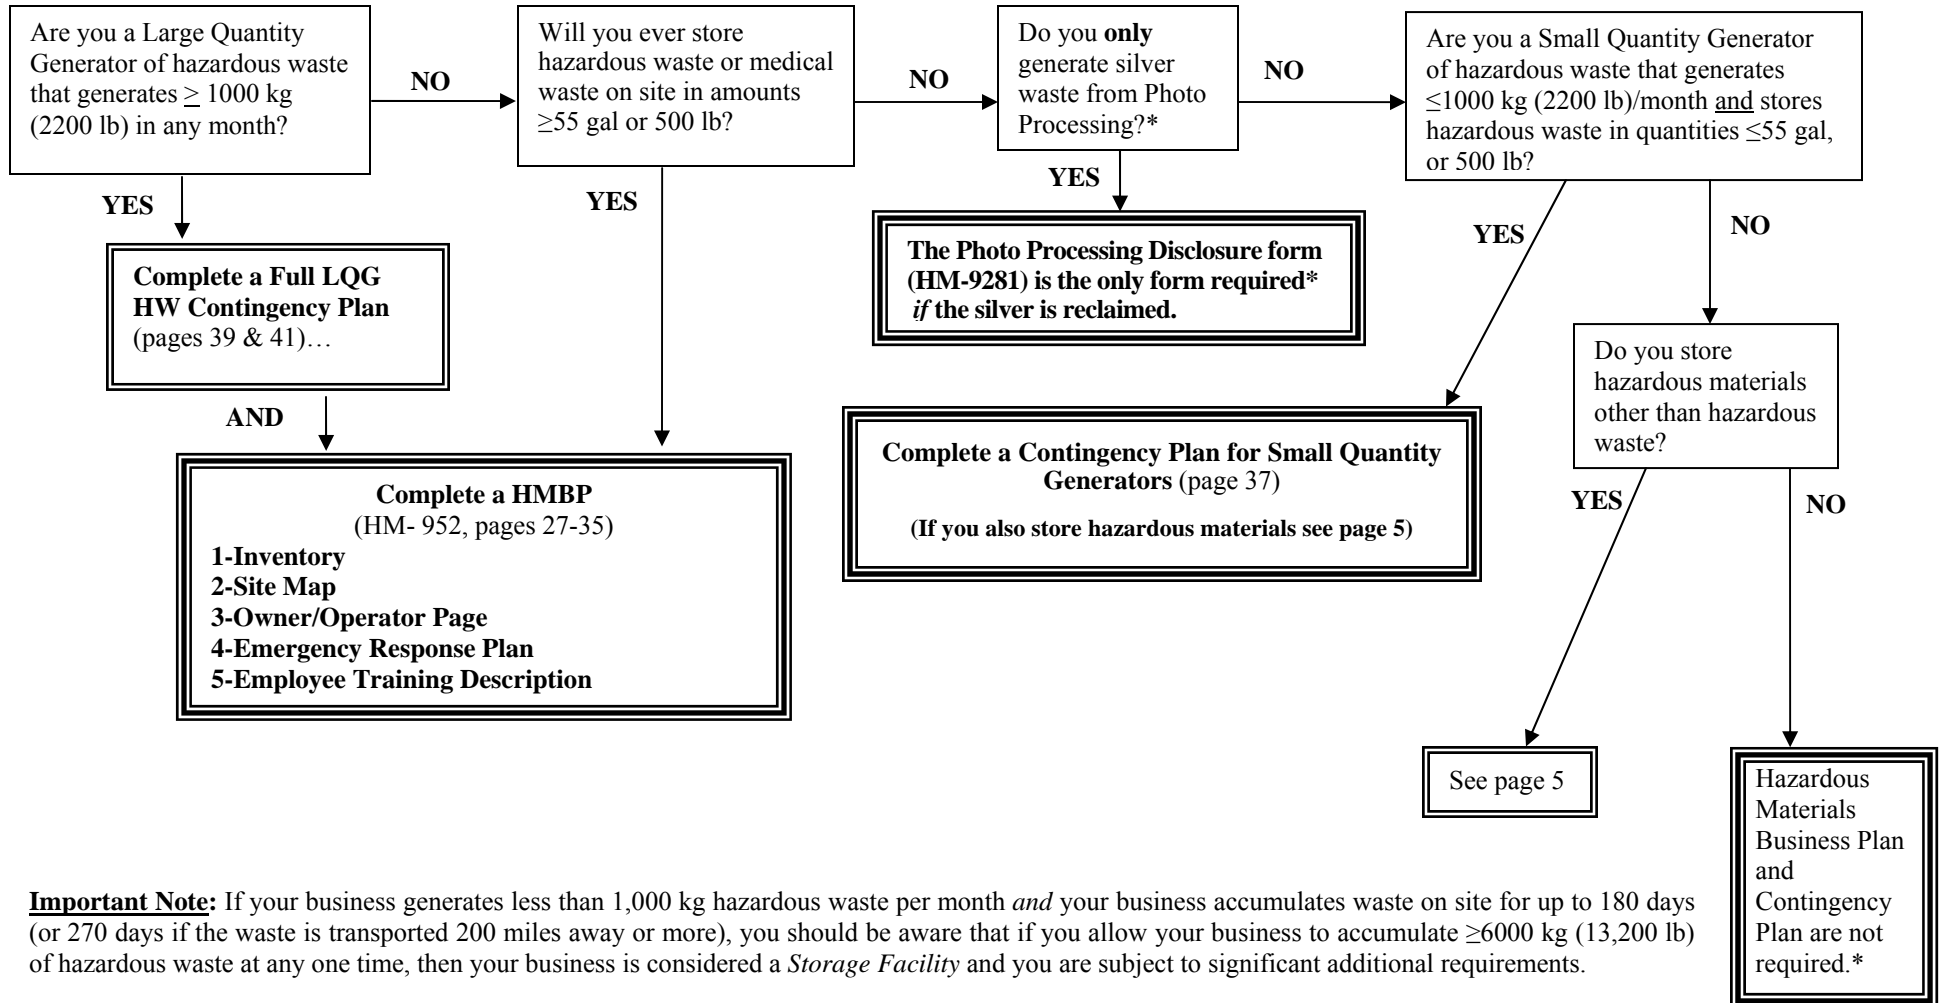 Are you a Large Quantity
Generator of hazardous waste
that generates ≥ 1000 kg
(2200 lb) in any month?
NO
YES
Will you ever store
hazardous waste or medical
waste on site in amounts
≥55 gal or 500 lb?
NO
YES
Do you only
generate silver
waste from Photo
Processing?*
NO
YES
Are you a Small Quantity Generator
of hazardous waste that generates
≤1000 kg (2200 lb)/month and stores
hazardous waste in quantities ≤55 gal,
or 500 lb?
YES
NO
Complete a Full LQG
HW Contingency Plan
(pages 39 & 41)…
AND
The Photo Processing Disclosure form
(HM-9281) is the only form required*
if the silver is reclaimed.
Do you store
hazardous materials
other than hazardous
waste?
YES
NO
Complete a HMBP
(HM- 952, pages 27-35)
1-Inventory
2-Site Map
3-Owner/Operator Page
4-Emergency Response Plan
5-Employee Training Description
Complete a Contingency Plan for Small Quantity
Generators (page 37)
(If you also store hazardous materials see page 5)
See page 5
Hazardous
Materials
Business Plan
and
Contingency
Plan are not
required.*
Important Note: If your business generates less than 1,000 kg hazardous waste per month and your business accumulates waste on site for up to 180 days
(or 270 days if the waste is transported 200 miles away or more), you should be aware that if you allow your business to accumulate ≥6000 kg (13,200 lb)
of hazardous waste at any one time, then your business is considered a Storage Facility and you are subject to significant additional requirements.